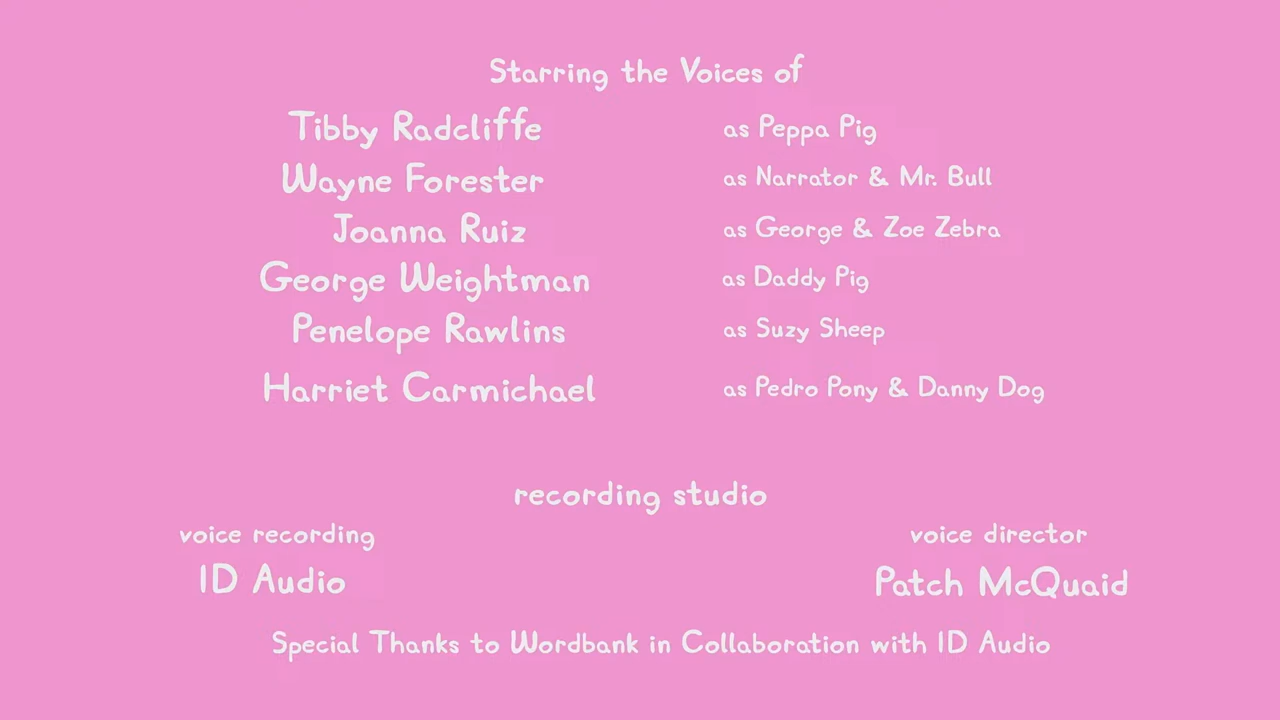 Starring the Voices of
Tibby Radcliffe as Peppa Pig
Wayne Forester as Narrator & Mr. Bull
Joanna Ruiz as George & Zoe Zebra
George Weightman as Daddy Pig
Penelope Rawlins as Suzy Sheep
Harriet Carmichael as Pedro Pony & Danny Dog
recording studio
voice recording voice director
ID Audio Patch McQuaid
Special Thanks to Wordbank in Collaboration with ID Audio